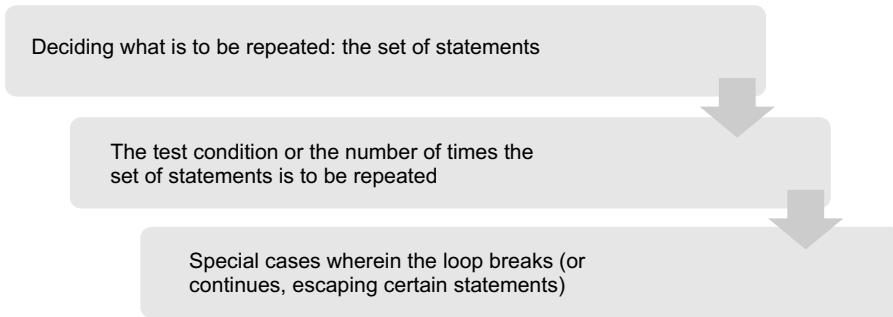 Deciding what is to be repeated: the set of statements
The test condition or the number of times the
set of statements is to be repeated
Special cases wherein the loop breaks (or
continues, escaping certain statements)